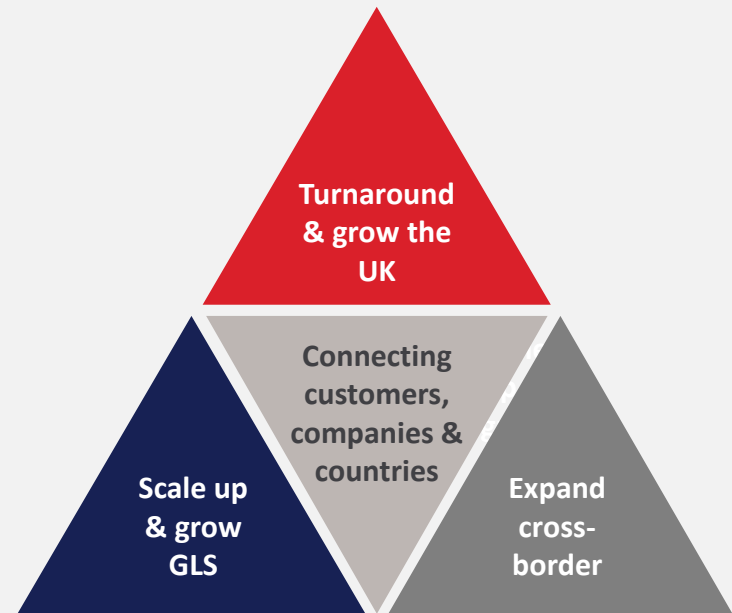 Turnaround
& grow the
UK
Connecting
customers,
companies &
countries
Scale up
& grow
GLS
Expand
cross-
border